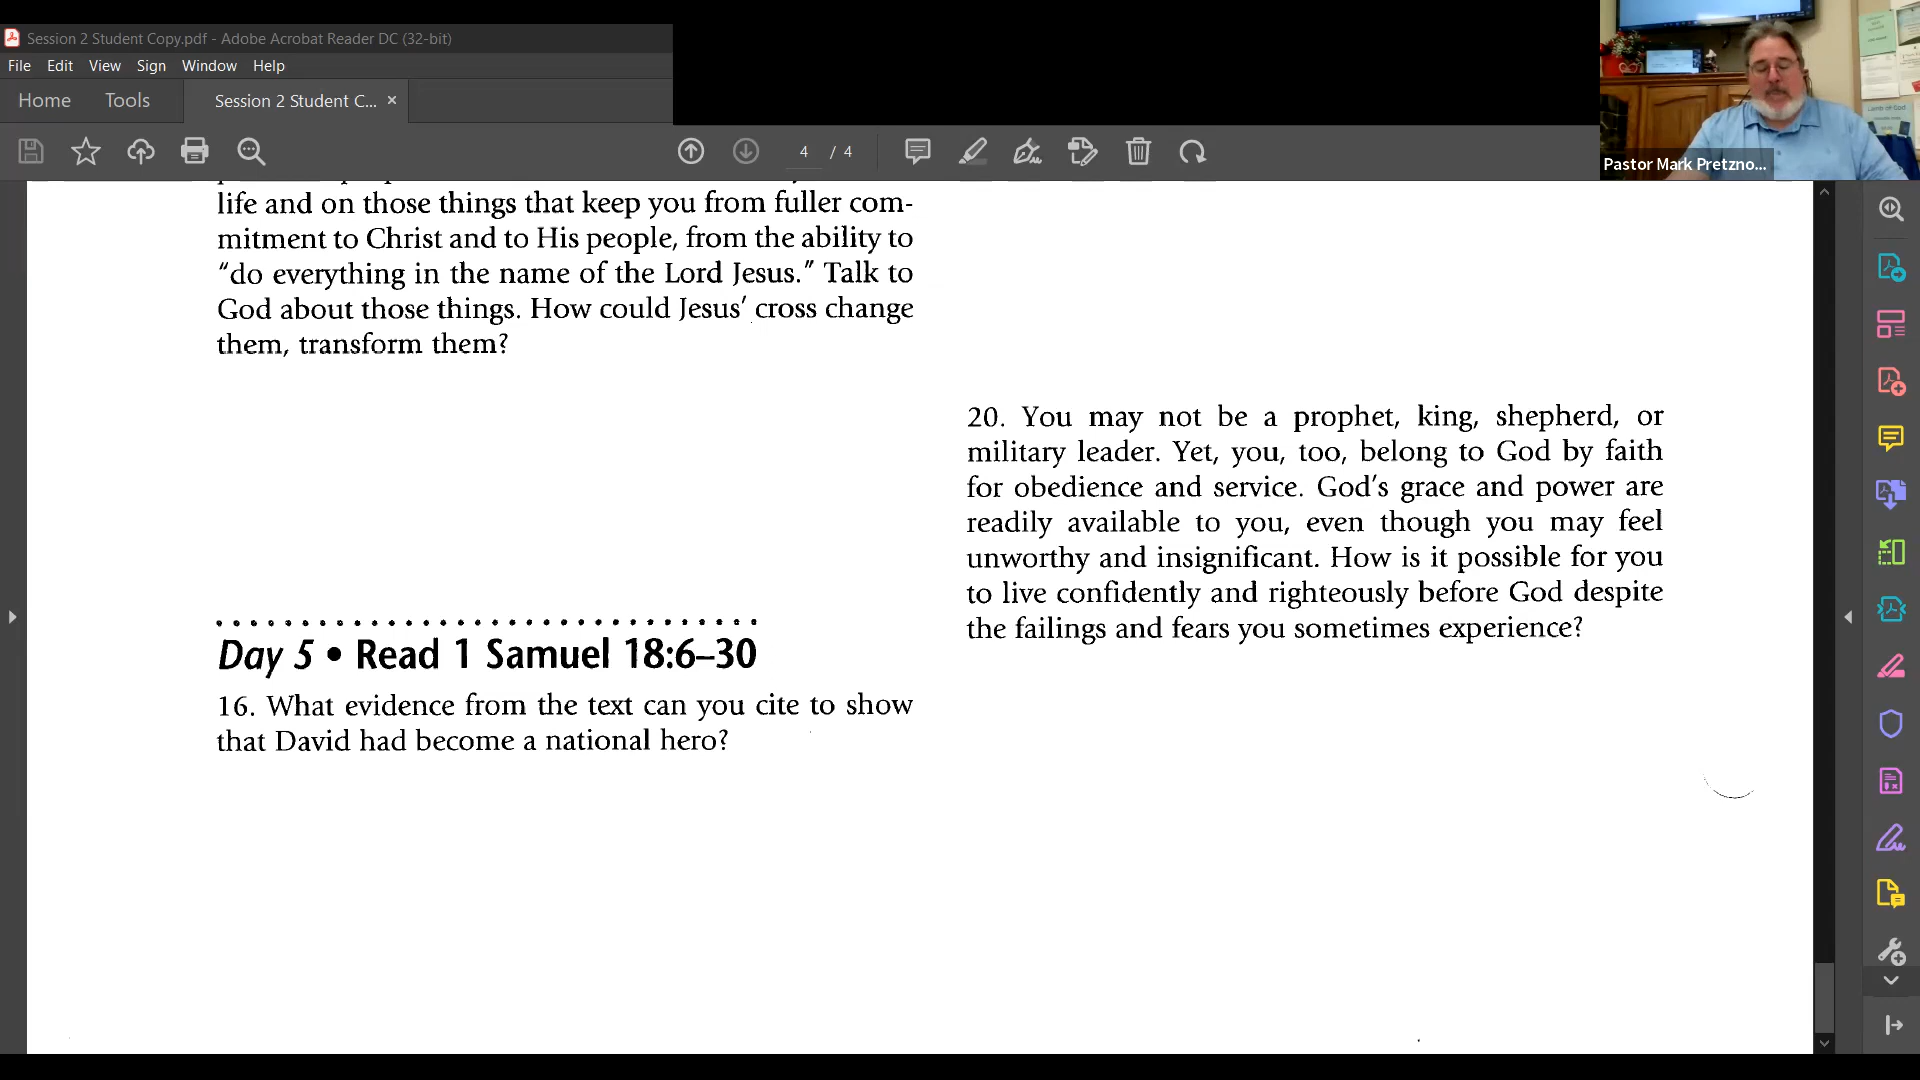 Session 2 Student Copy.pdf - Adobe Acrobat Reader DC (32-bit)
File Edit View Sign Window Help
Home Tools Session 2 Student C... ×
4 / 4
Pastor Mark Pretzno...
Lamb of God
life and on those things that keep you from fuller com-
mitment to Christ and to His people, from the ability to
“do everything in the name of the Lord Jesus.” Talk to
God about those things. How could Jesus’ cross change
them, transform them?
Day 5 • Read 1 Samuel 18:6–30
16. What evidence from the text can you cite to show
that David had become a national hero?
20. You may not be a prophet, king, shepherd, or
military leader. Yet, you, too, belong to God by faith
for obedience and service. God’s grace and power are
readily available to you, even though you may feel
unworthy and insignificant. How is it possible for you
to live confidently and righteously before God despite
the failings and fears you sometimes experience?